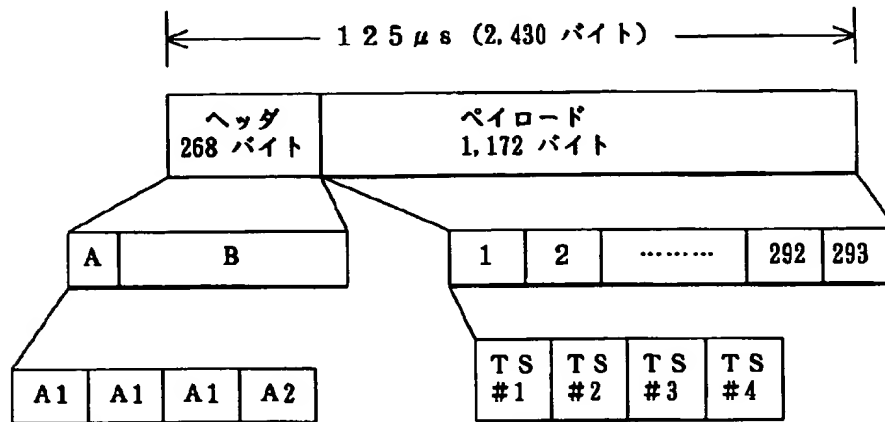 125μs (2,430 バイト)
ヘッダ
268 バイト
ペイロード
1,172 バイト
A
B
1
2
………
292
293
A1
A1
A1
A2
TS
#1
TS
#2
TS
#3
TS
#4